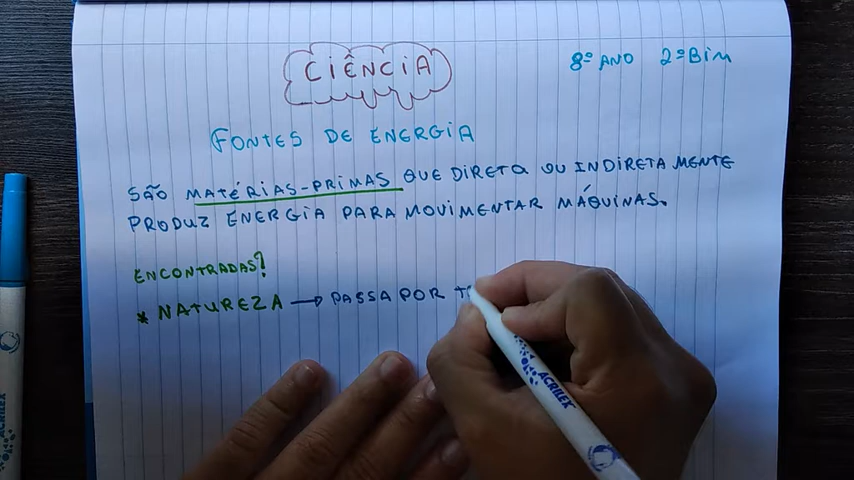 CIÊNCIA
8º ANO 2º BIM
FONTES DE ENERGIA
SÃO MATÉRIAS-PRIMAS QUE DIRETA OU INDIRETAMENTE
PRODUZ ENERGIA PARA MOVIMENTAR MÁQUINAS.
ENCONTRADAS?
* NATUREZA → PASSA POR
ACRILEX